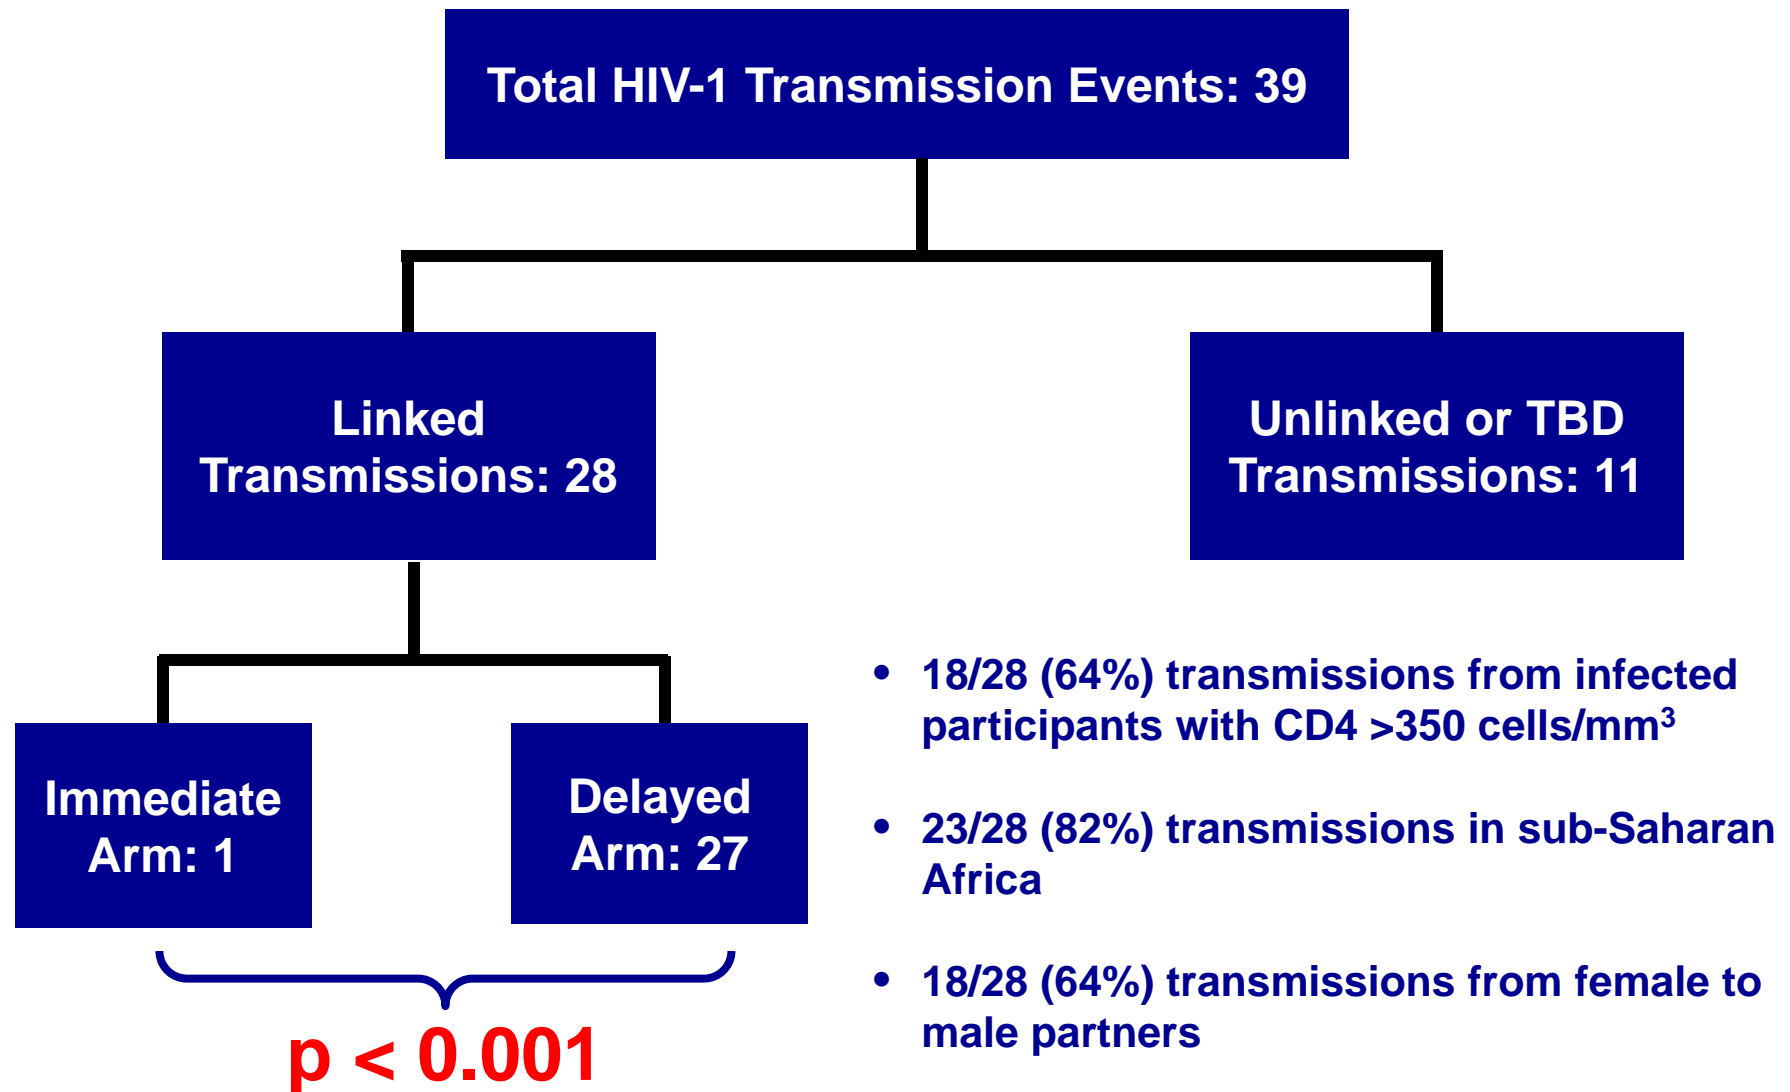 Total HIV-1 Transmission Events: 39
Linked
Transmissions: 28
Unlinked or TBD
Transmissions: 11
Immediate
Arm: 1
Delayed
Arm: 27
p < 0.001
• 18/28 (64%) transmissions from infected
participants with CD4 >350 cells/mm³
• 23/28 (82%) transmissions in sub-Saharan
Africa
• 18/28 (64%) transmissions from female to
male partners